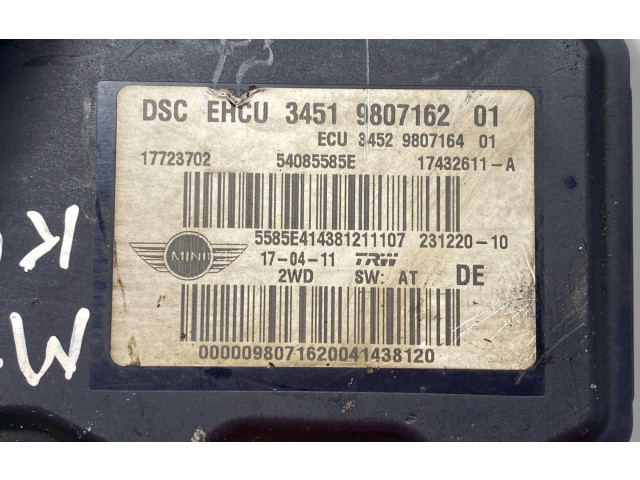 DSC EHCU 3451 9807162 01
ECU 3452 9807164 01
17723702 54085585E 17432611-A
5585E414381211107 231220-10
MINI 17-04-11 TRW
2WD SW: AT DE
0000098071620041438120